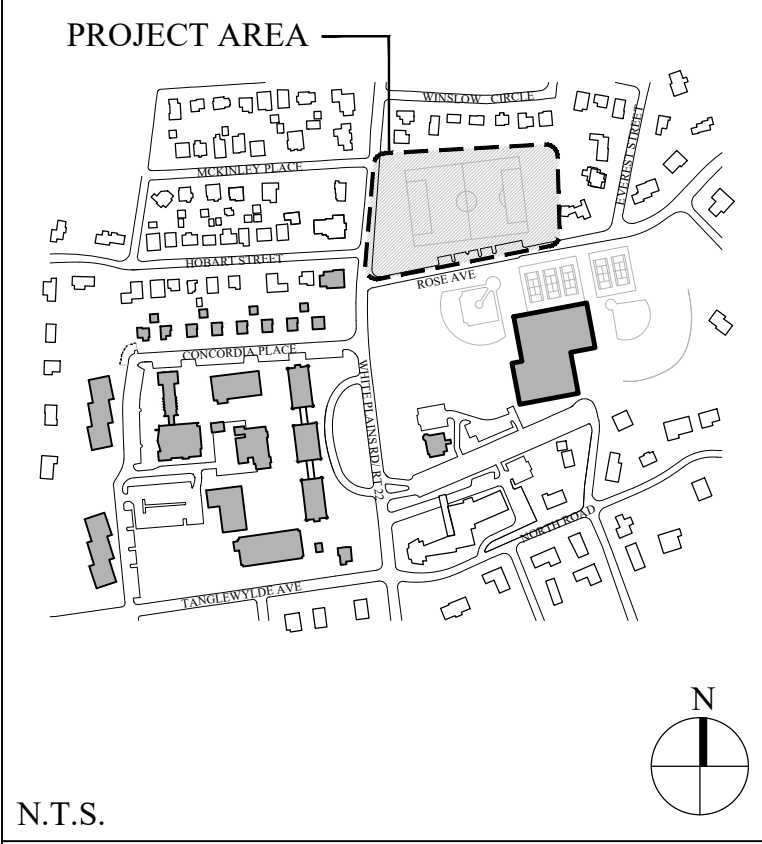 PROJECT AREA
WINSLOW CIRCLE
EVEREST STREET
MCKINLEY PLACE
HOBART STREET
ROSE AVE
CONCORDIA PLACE
WHITE PLAINS RD/ RT 22
NORTH ROAD
TANGLEWYLDE AVE
N
N.T.S.